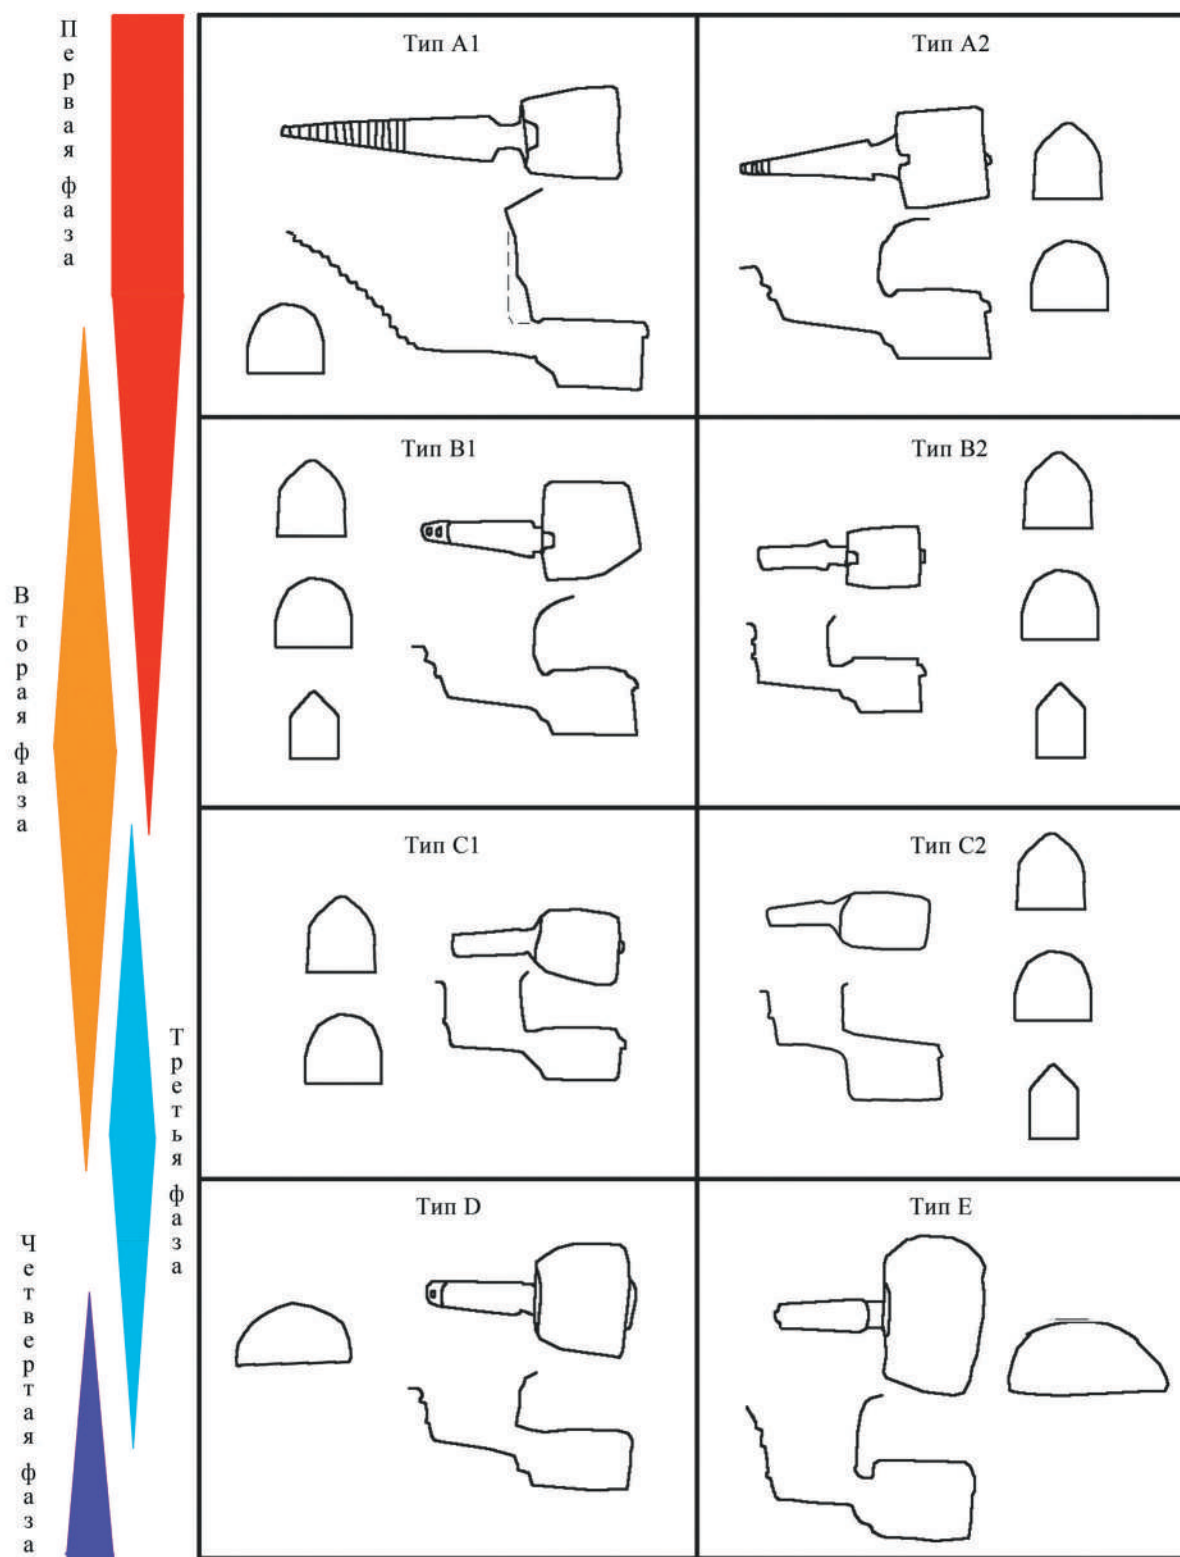 Первая фаза
Вторая фаза
Третья фаза
Четвертая фаза
Тип A1
Тип A2
Тип B1
Тип B2
Тип C1
Тип C2
Тип D
Тип E